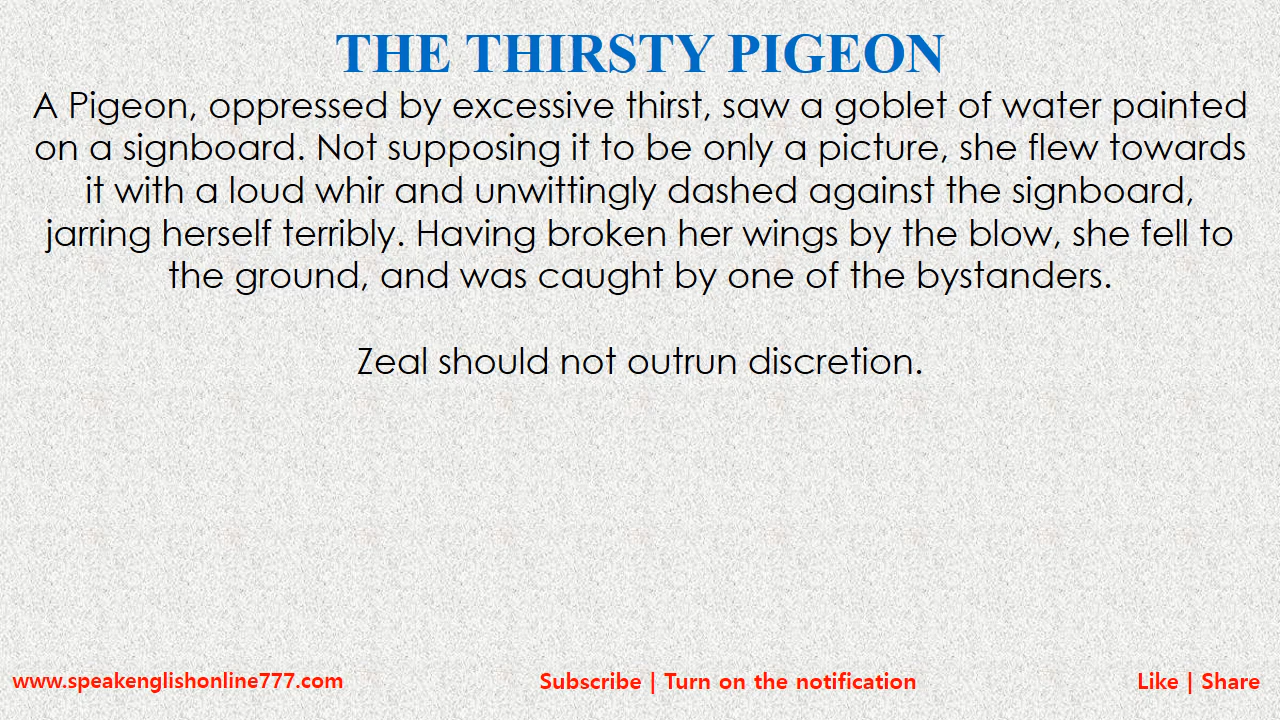 THE THIRSTY PIGEON
A Pigeon, oppressed by excessive thirst, saw a goblet of water painted
on a signboard. Not supposing it to be only a picture, she flew towards
it with a loud whir and unwittingly dashed against the signboard,
jarring herself terribly. Having broken her wings by the blow, she fell to
the ground, and was caught by one of the bystanders.
Zeal should not outrun discretion.
www.speakenglishonline777.com
Subscribe | Turn on the notification
Like | Share